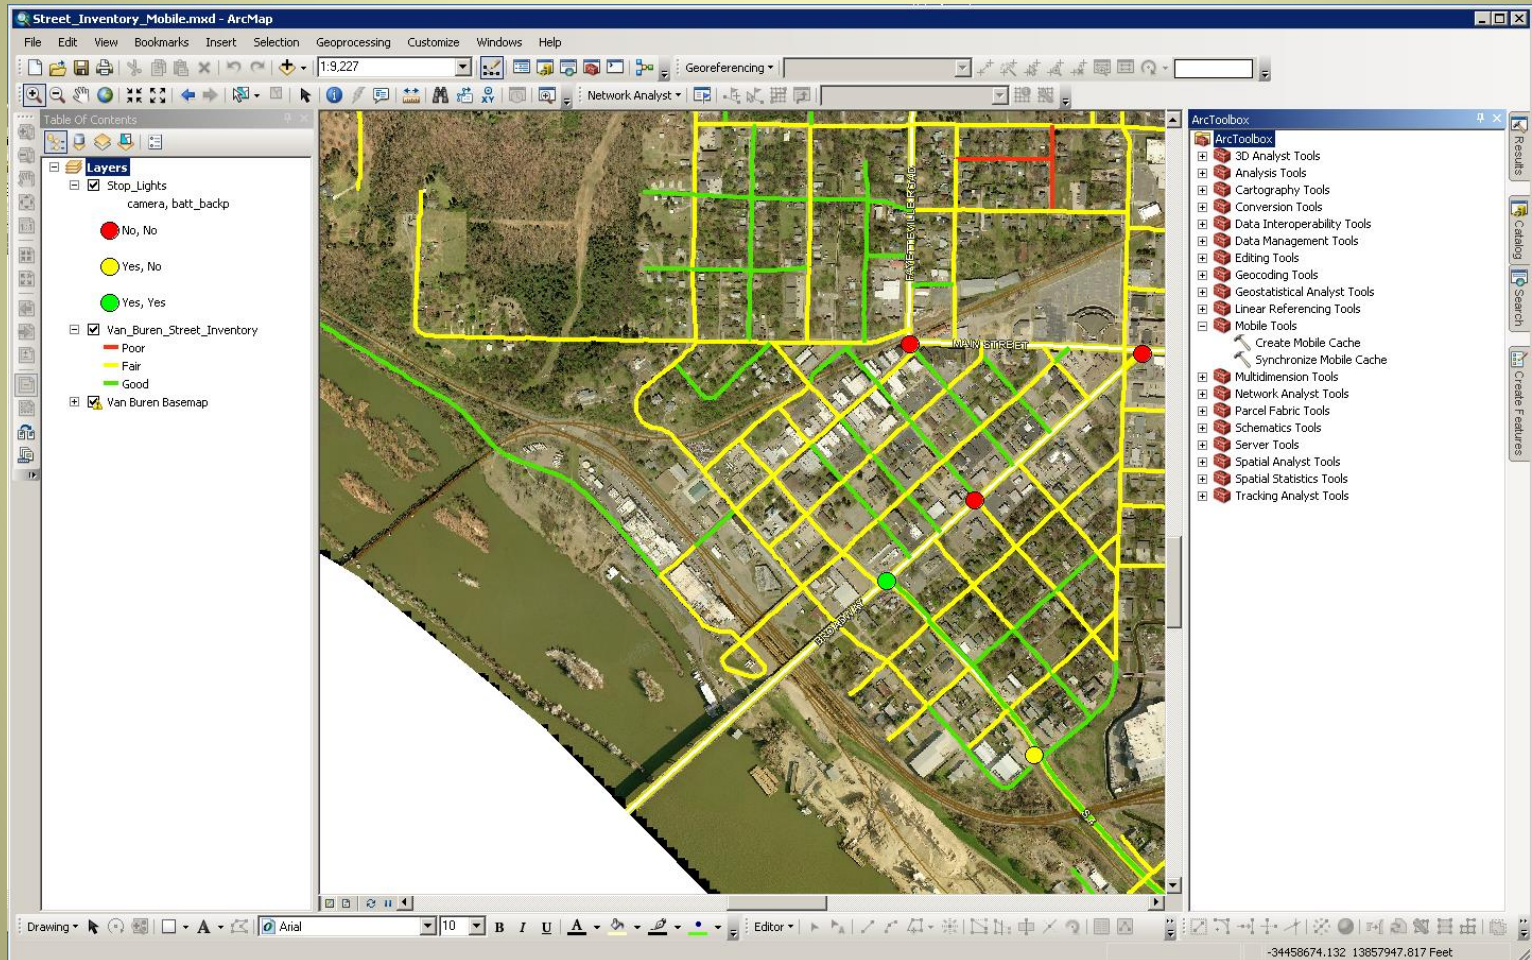 Street_Inventory_Mobile.mxd - ArcMap
File Edit View Bookmarks Insert Selection Geoprocessing Customize Windows Help
1:9,227 Georeferencing
Network Analyst
Table Of Contents
Layers
Stop_Lights
camera, batt_backp
No, No
Yes, No
Yes, Yes
Van_Buren_Street_Inventory
Poor
Fair
Good
Van Buren Basemap
FAYETTEVILLE ROAD
MAIN STREET
BROADWAY
ArcToolbox
ArcToolbox
3D Analyst Tools
Analysis Tools
Cartography Tools
Conversion Tools
Data Interoperability Tools
Data Management Tools
Editing Tools
Geocoding Tools
Geostatistical Analyst Tools
Linear Referencing Tools
Mobile Tools
Create Mobile Cache
Synchronize Mobile Cache
Multidimension Tools
Network Analyst Tools
Parcel Fabric Tools
Schematics Tools
Server Tools
Spatial Analyst Tools
Spatial Statistics Tools
Tracking Analyst Tools
Results
Catalog
Search
Create Features
Drawing Arial 10 B I U A Editor
-34458674.132 13857947.817 Feet